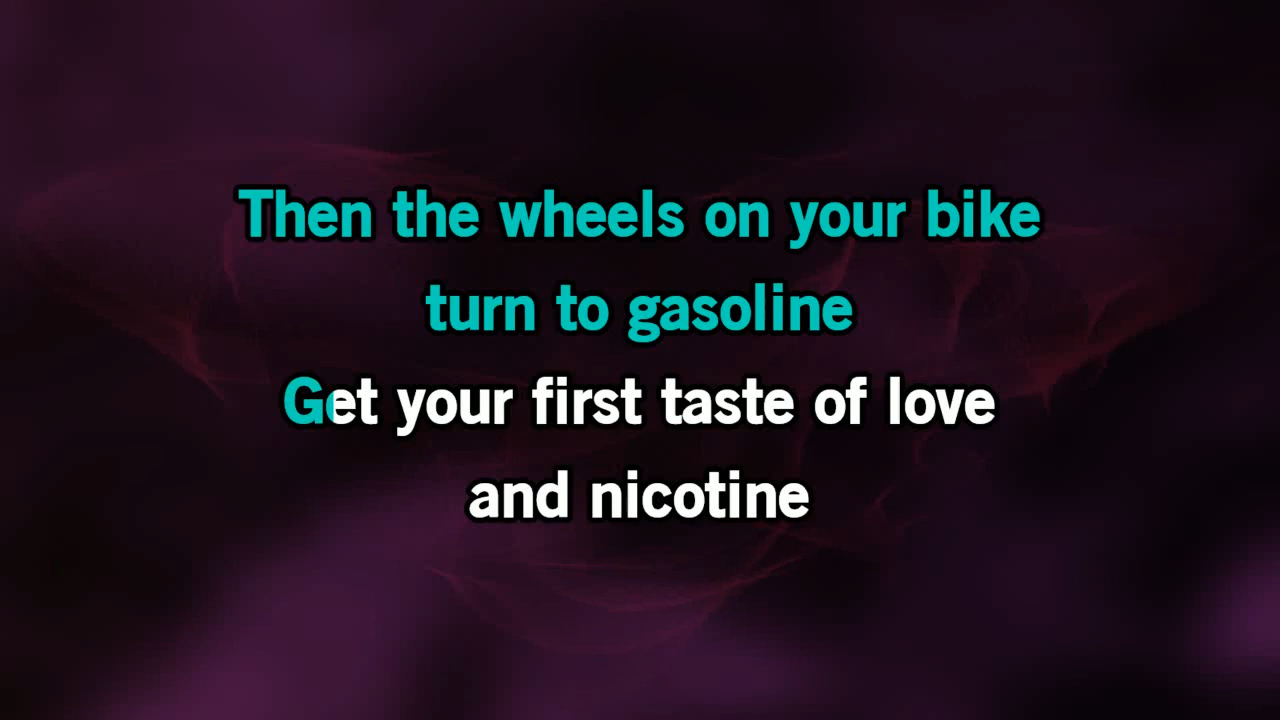 Then the wheels on your bike
turn to gasoline
Get your first taste of love
and nicotine